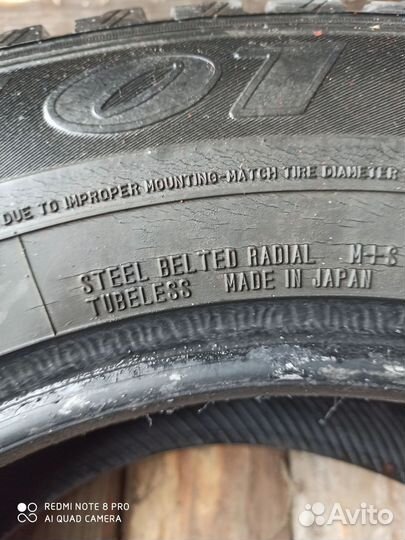 OT
DUE TO IMPROPER MOUNTING-MATCH TIRE DIAMETER
STEEL BELTED RADIAL M+S
TUBELESS MADE IN JAPAN
REDMI NOTE 8 PRO
AI QUAD CAMERA
Avito